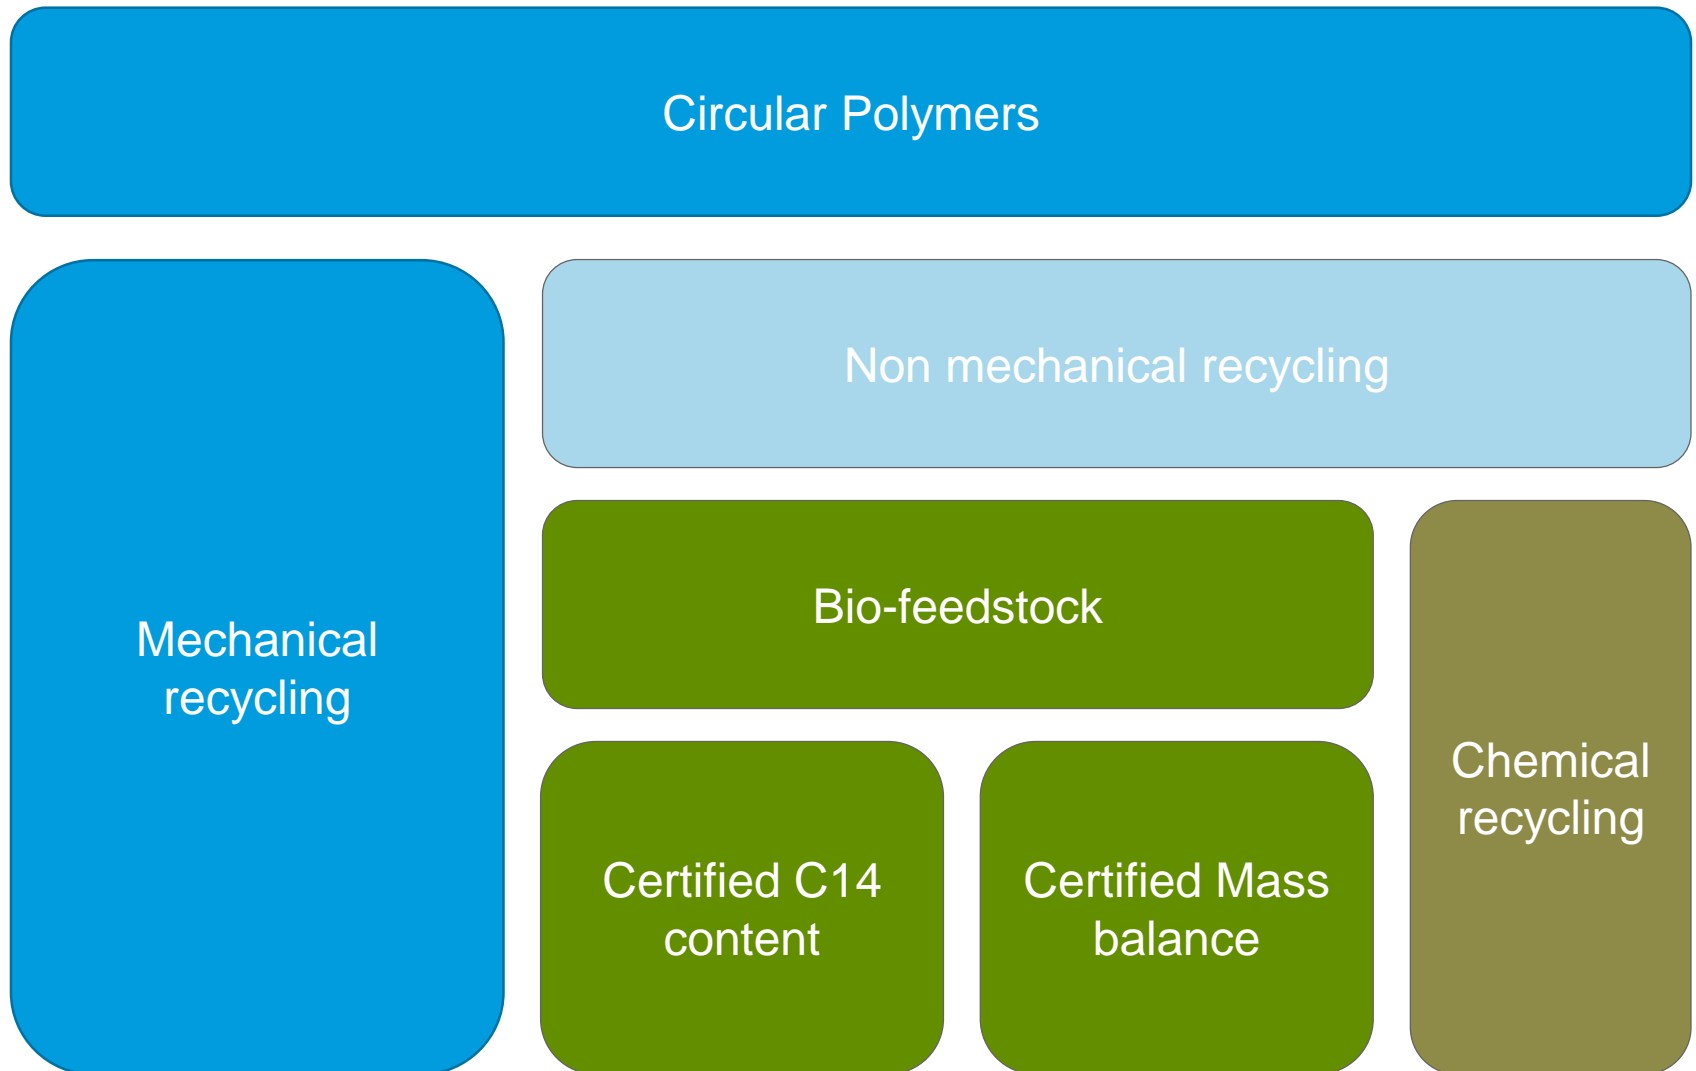 Circular Polymers
Non mechanical recycling
Mechanical
recycling
Bio-feedstock
Chemical
recycling
Certified C14
content
Certified Mass
balance